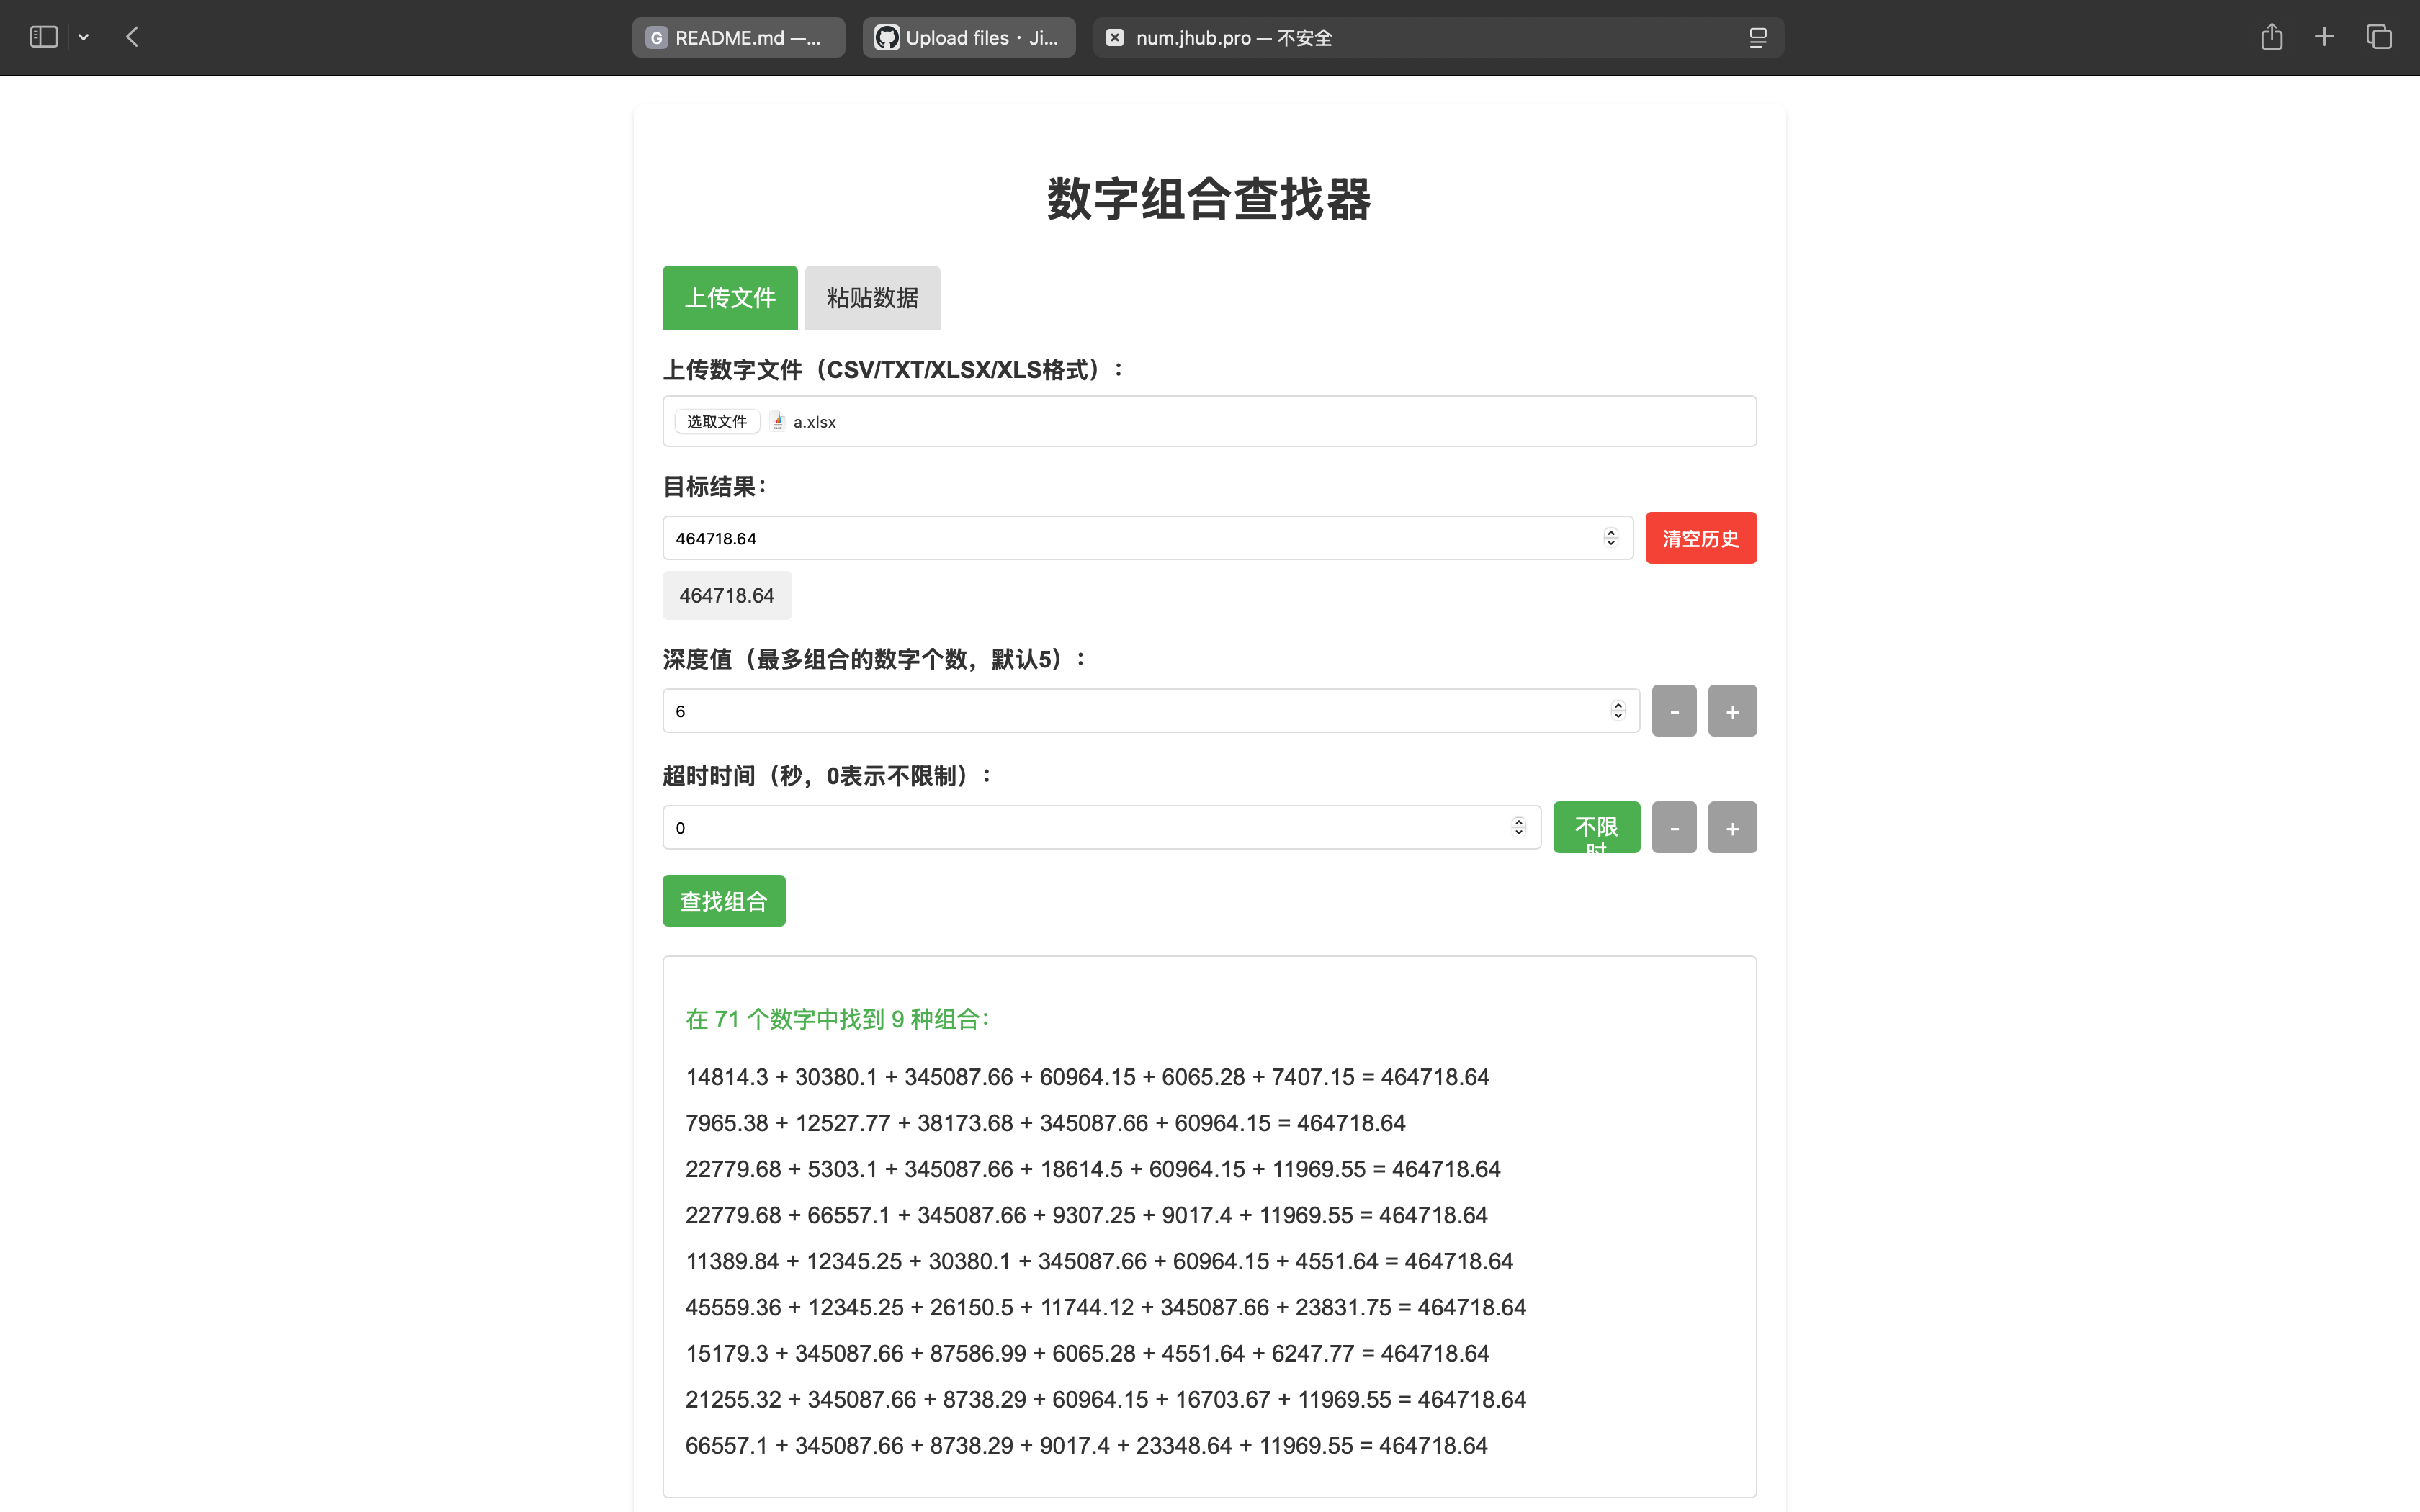 G README.md —...
Upload files · Ji...
num.jhub.pro — 不安全
数字组合查找器
上传文件
粘贴数据
上传数字文件（CSV/TXT/XLSX/XLS格式）：
选取文件 a.xlsx
目标结果：
464718.64
清空历史
464718.64
深度值（最多组合的数字个数，默认5）：
6
-
+
超时时间（秒，0表示不限制）：
0
不限
时
-
+
查找组合
在 71 个数字中找到 9 种组合：
14814.3 + 30380.1 + 345087.66 + 60964.15 + 6065.28 + 7407.15 = 464718.64
7965.38 + 12527.77 + 38173.68 + 345087.66 + 60964.15 = 464718.64
22779.68 + 5303.1 + 345087.66 + 18614.5 + 60964.15 + 11969.55 = 464718.64
22779.68 + 66557.1 + 345087.66 + 9307.25 + 9017.4 + 11969.55 = 464718.64
11389.84 + 12345.25 + 30380.1 + 345087.66 + 60964.15 + 4551.64 = 464718.64
45559.36 + 12345.25 + 26150.5 + 11744.12 + 345087.66 + 23831.75 = 464718.64
15179.3 + 345087.66 + 87586.99 + 6065.28 + 4551.64 + 6247.77 = 464718.64
21255.32 + 345087.66 + 8738.29 + 60964.15 + 16703.67 + 11969.55 = 464718.64
66557.1 + 345087.66 + 8738.29 + 9017.4 + 23348.64 + 11969.55 = 464718.64